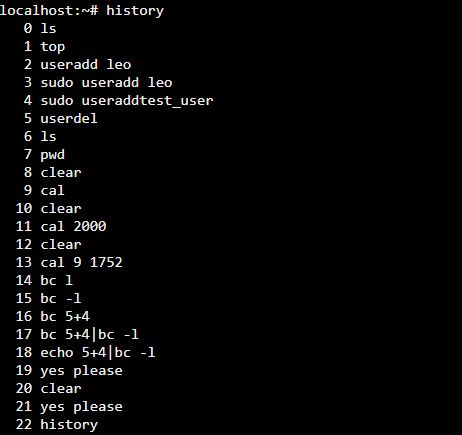 localhost:~# history
0 ls
1 top
2 useradd leo
3 sudo useradd leo
4 sudo useraddtest_user
5 userdel
6 ls
7 pwd
8 clear
9 cal
10 clear
11 cal 2000
12 clear
13 cal 9 1752
14 bc l
15 bc -l
16 bc 5+4
17 bc 5+4|bc -l
18 echo 5+4|bc -l
19 yes please
20 clear
21 yes please
22 history